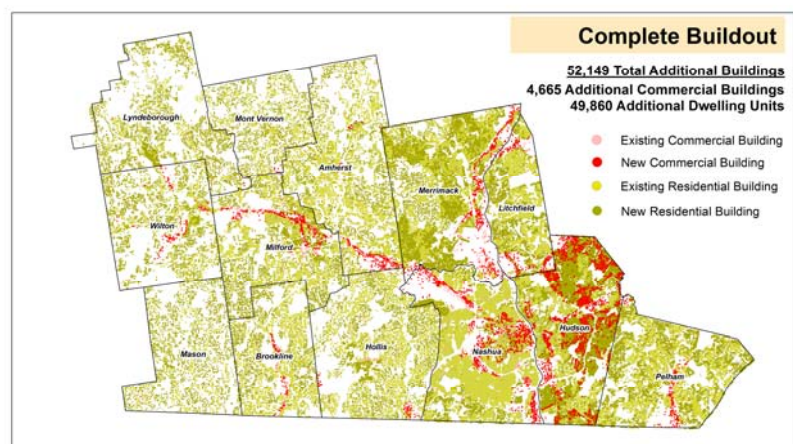 Complete Buildout
52,149 Total Additional Buildings
4,665 Additional Commercial Buildings
49,860 Additional Dwelling Units
Existing Commercial Building
New Commercial Building
Existing Residential Building
New Residential Building
Lyndeborough
Mont Vernon
Amherst
Merrimack
Litchfield
Wilton
Milford
Mason
Brookline
Hollis
Nashua
Hudson
Pelham